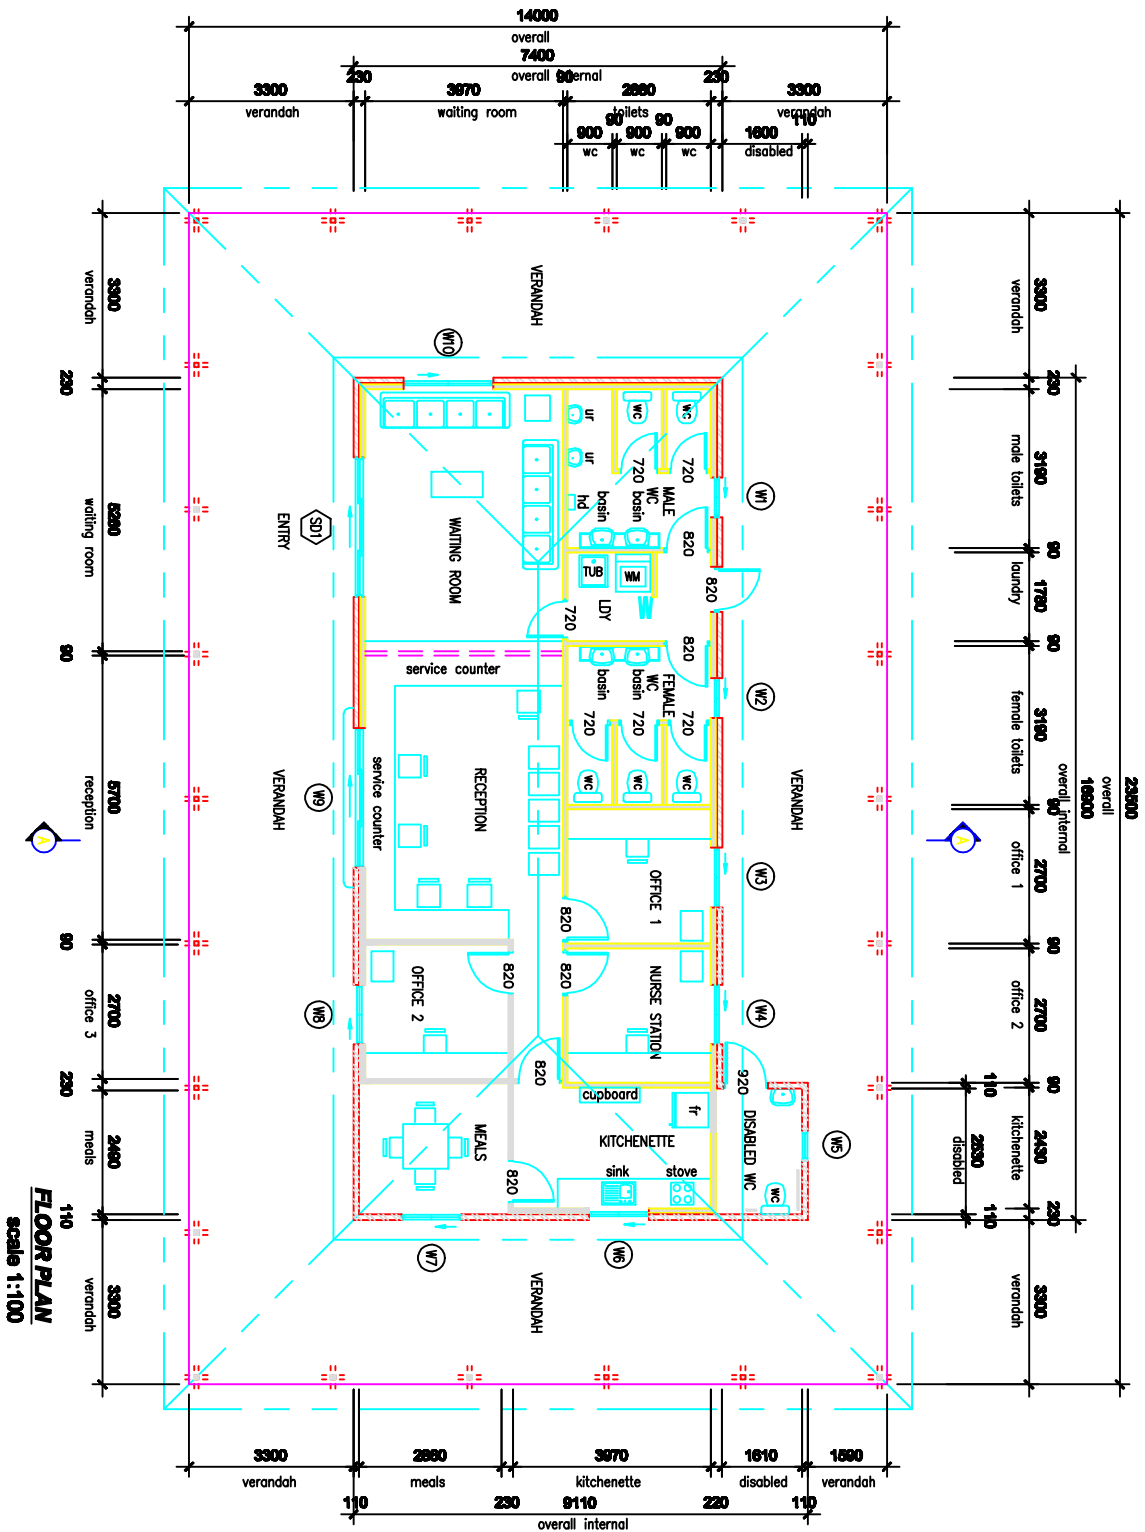 14000
overall
7400
overall internal
230
90
230
3300
verandah
3970
waiting room
2660
toilets
3300
verandah
90
90
110
900
wc
900
wc
900
wc
1600
disabled
3300
verandah
230
5260
waiting room
90
5700
reception
90
2700
office 3
230
2490
meals
110
3300
verandah
23500
overall
16900
overall internal
3300
verandah
230
3190
male toilets
90
1780
laundry
90
3190
female toilets
90
2700
office 1
90
2700
office 2
90
2430
kitchenette
230
3300
verandah
110
2630
disabled
110
VERANDAH
W10
ur
ur
hd
WC
WC
720
720
MALE
WC
basin
basin
820
W1
WAITING ROOM
SD1
ENTRY
TUB
WM
LDY
W
720
820
820
service counter
basin
basin
FEMALE
WC
720
720
720
WC
WC
WC
W2
RECEPTION
service counter
W9
VERANDAH
VERANDAH
A
A
OFFICE 1
W3
820
820
820
OFFICE 2
W8
NURSE STATION
W4
820
920
cupboard
fr
KITCHENETTE
sink
stove
MEALS
820
DISABLED WC
WC
W5
W7
W6
VERANDAH
3300
verandah
2860
meals
3970
kitchenette
1610
disabled
1590
verandah
110
230
9110
overall internal
220
110
FLOOR PLAN
scale 1:100